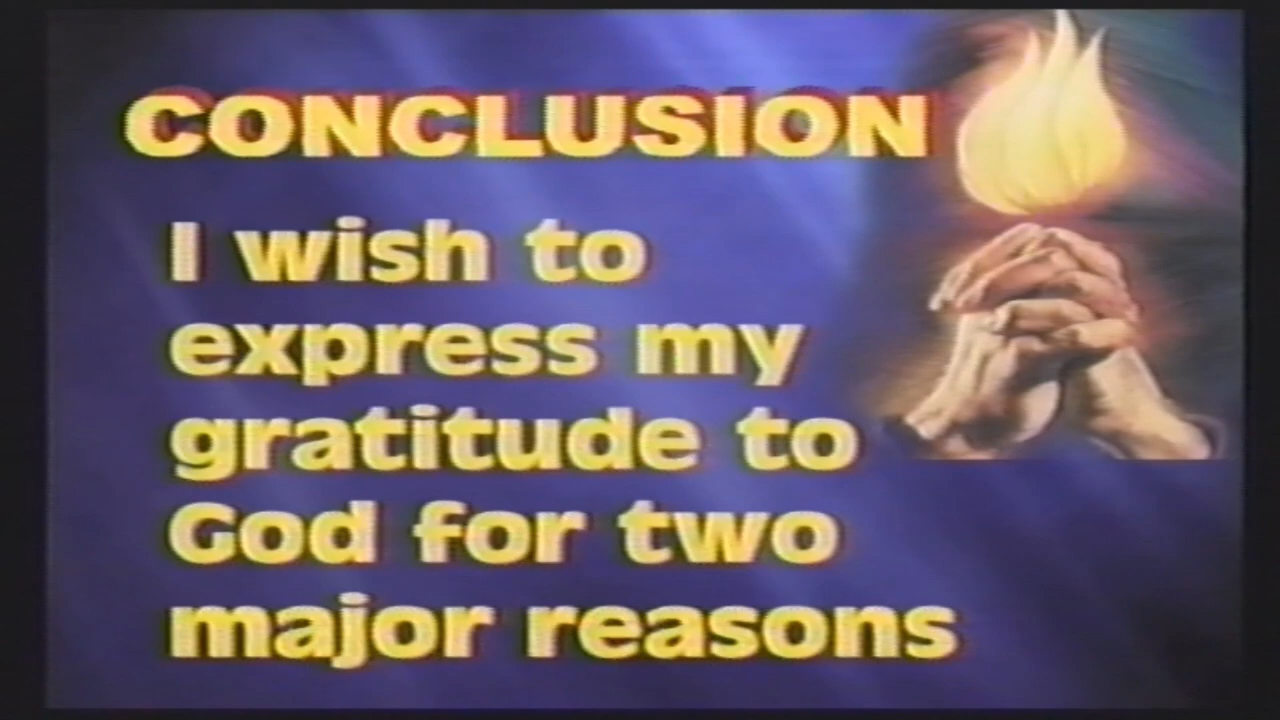 CONCLUSION
I wish to
express my
gratitude to
God for two
major reasons